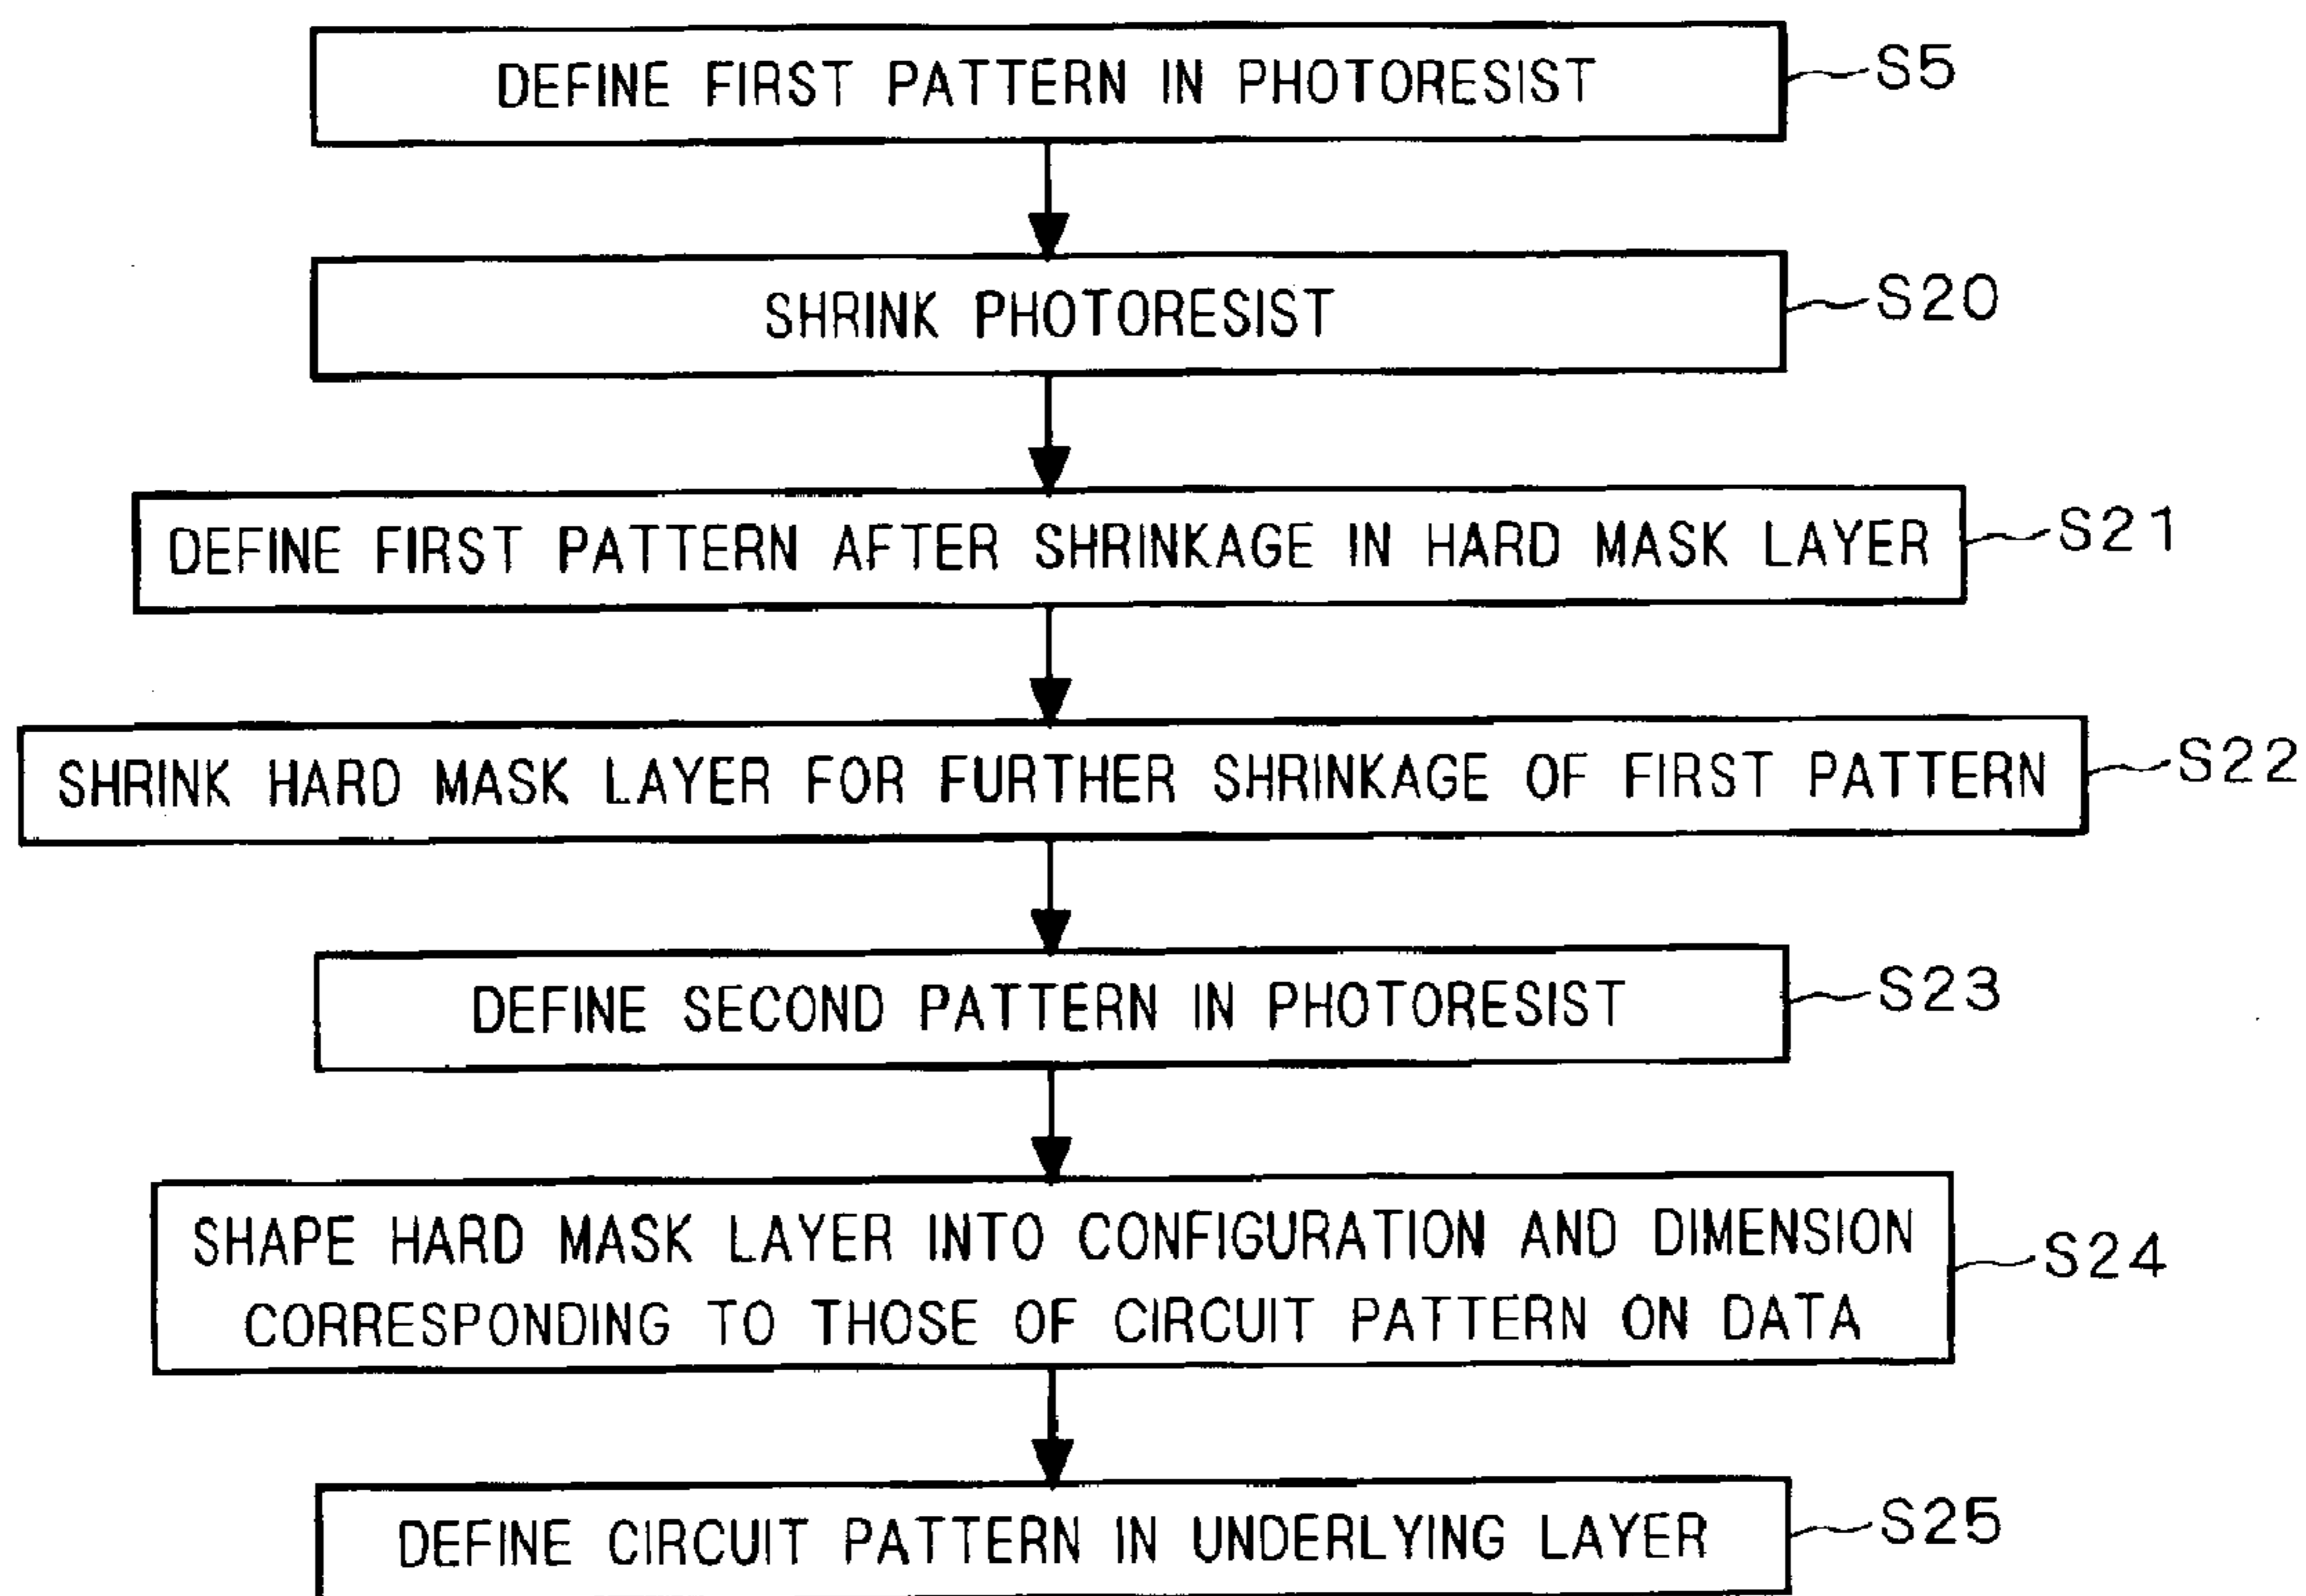 DEFINE FIRST PATTERN IN PHOTORESIST S5
SHRINK PHOTORESIST S20
DEFINE FIRST PATTERN AFTER SHRINKAGE IN HARD MASK LAYER S21
SHRINK HARD MASK LAYER FOR FURTHER SHRINKAGE OF FIRST PATTERN S22
DEFINE SECOND PATTERN IN PHOTORESIST S23
SHAPE HARD MASK LAYER INTO CONFIGURATION AND DIMENSION
CORRESPONDING TO THOSE OF CIRCUIT PATTERN ON DATA
S24
DEFINE CIRCUIT PATTERN IN UNDERLYING LAYER S25